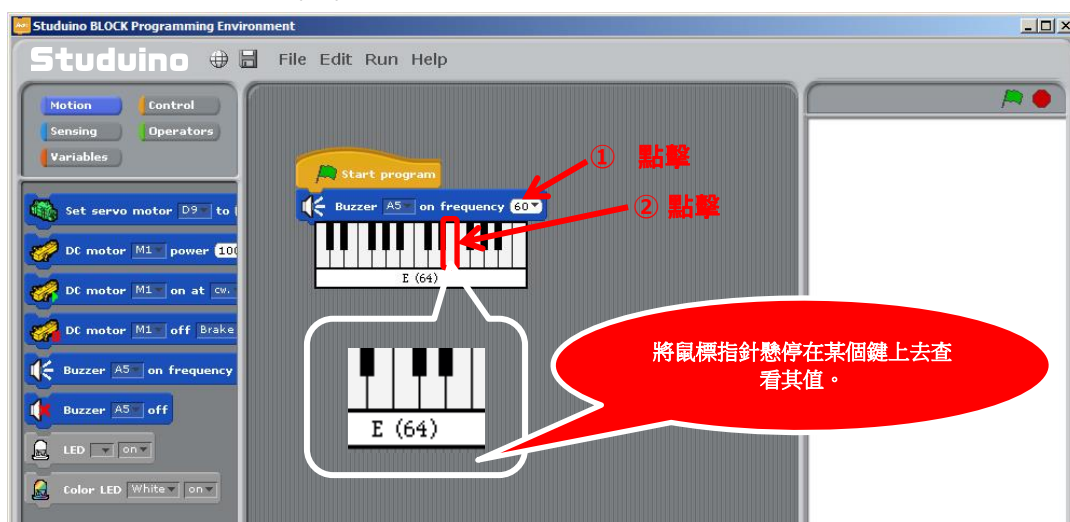 Studuino BLOCK Programming Environment
Studuino File Edit Run Help
Motion Control
Sensing Operators
Variables
Set servo motor D9 to
DC motor M1 power 100
DC motor M1 on at cw.
DC motor M1 off Brake
Buzzer A5 on frequency
Buzzer A5 off
LED on
Color LED White on
Start program
Buzzer A5 on frequency 60
① 點擊
② 點擊
E (64)
E (64)
將鼠標指針懸停在某個鍵上去查
看其值。